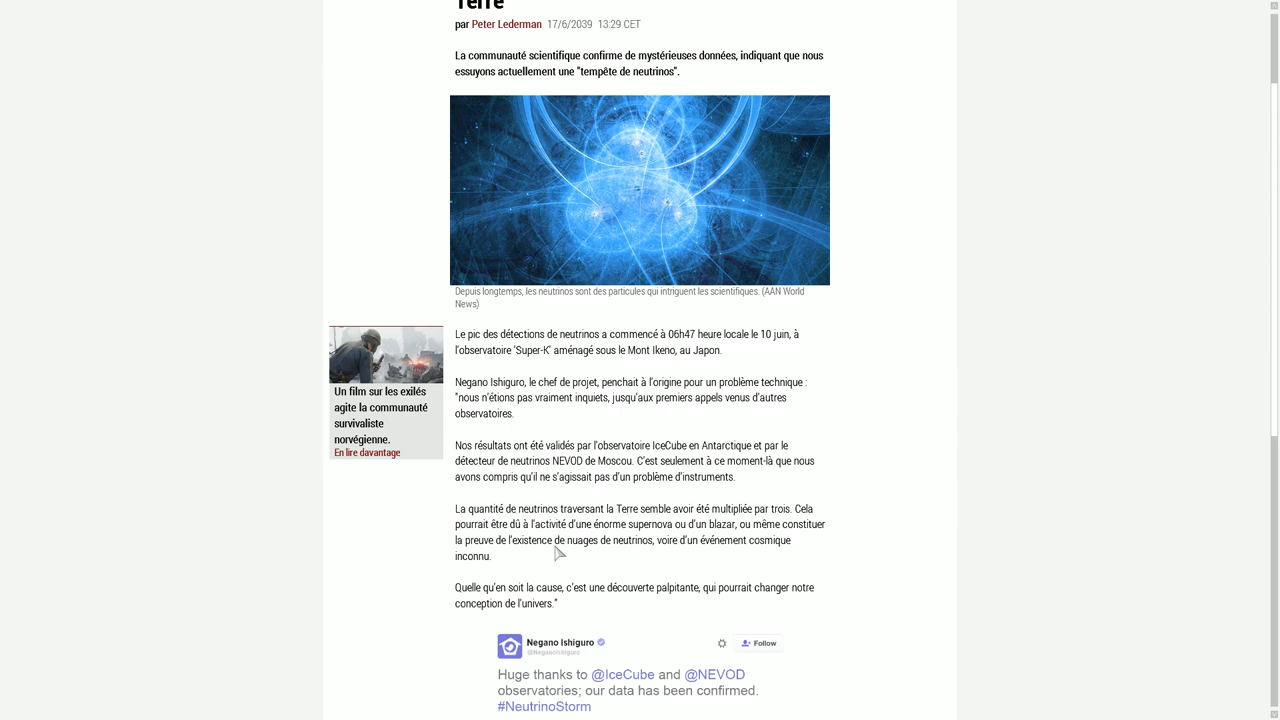 Terre
par Peter Lederman 17/6/2039 13:29 CET
La communauté scientifique confirme de mystérieuses données, indiquant que nous
essuyons actuellement une "tempête de neutrinos".
Depuis longtemps, les neutrinos sont des particules qui intriguent les scientifiques. (AAN World
News)
Le pic des détections de neutrinos a commencé à 06h47 heure locale le 10 juin, à
l'observatoire 'Super-K' aménagé sous le Mont Ikeno, au Japon.
Un film sur les exilés
agite la communauté
survivaliste
norvégienne.
En lire davantage
Negano Ishiguro, le chef de projet, penchait à l'origine pour un problème technique :
"nous n'étions pas vraiment inquiets, jusqu'aux premiers appels venus d'autres
observatoires.
Nos résultats ont été validés par l'observatoire IceCube en Antarctique et par le
détecteur de neutrinos NEVOD de Moscou. C'est seulement à ce moment-là que nous
avons compris qu'il ne s'agissait pas d'un problème d'instruments.
La quantité de neutrinos traversant la Terre semble avoir été multipliée par trois. Cela
pourrait être dû à l'activité d'une énorme supernova ou d'un blazar, ou même constituer
la preuve de l'existence de nuages de neutrinos, voire d'un événement cosmique
inconnu.
Quelle qu'en soit la cause, c'est une découverte palpitante, qui pourrait changer notre
conception de l'univers."
Negano Ishiguro
@NeganoIshiguro
Follow
Huge thanks to @IceCube and @NEVOD
observatories; our data has been confirmed.
#NeutrinoStorm